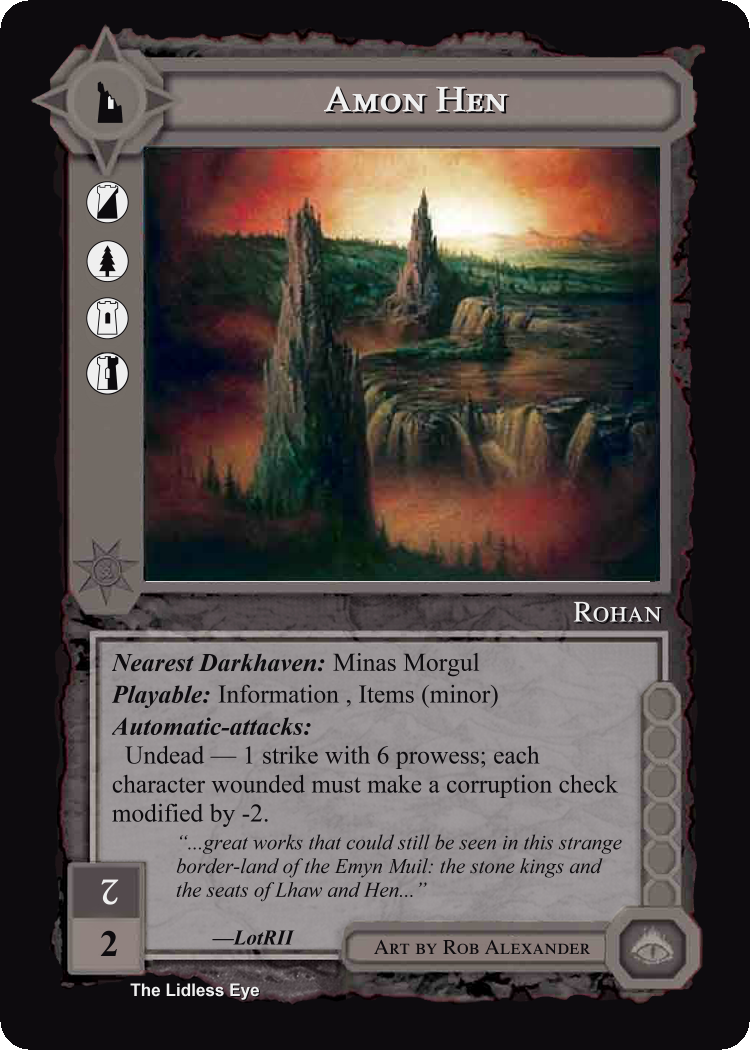 Amon Hen
Rohan
Nearest Darkhaven: Minas Morgul
Playable: Information , Items (minor)
Automatic-attacks:
Undead — 1 strike with 6 prowess; each
character wounded must make a corruption check
modified by -2.
“...great works that could still be seen in this strange
border-land of the Emyn Muil: the stone kings and
the seats of Lhaw and Hen...”
—LotRII
2
2
Art by Rob Alexander
The Lidless Eye